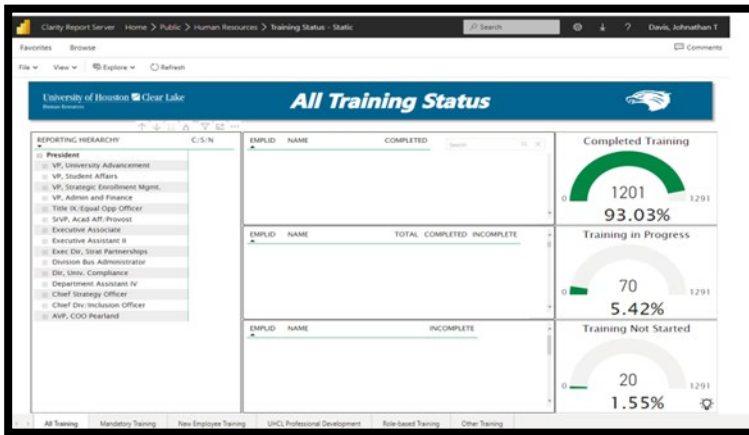 Clarity Report Server Home > Public > Human Resources > Training Status - Static Search ? Davis, Johnathan T
Favorites Browse Comments
File View Explore Refresh
University of Houston Clear Lake
Human Resources
All Training Status
REPORTING HIERARCHY C/S/N
President
VP, University Advancement
VP, Student Affairs
VP, Strategic Enrollment Mgmt.
VP, Admin and Finance
Title IX/Equal Opp Officer
SrVP, Acad Aff/Provost
Executive Associate
Executive Assistant II
Exec Dir, Strat Partnerships
Division Bus Administrator
Dir, Univ. Compliance
Department Assistant IV
Chief Strategy Officer
Chief Div/Inclusion Officer
AVP, COO Pearland
EMPLID NAME COMPLETED Search
EMPLID NAME TOTAL COMPLETED INCOMPLETE
EMPLID NAME INCOMPLETE
Completed Training
1201
0 1291
93.03%
Training in Progress
70
0 1291
5.42%
Training Not Started
20
0 1291
1.55%
All Training Mandatory Training New Employee Training UHCL Professional Development Role-based Training Other Training